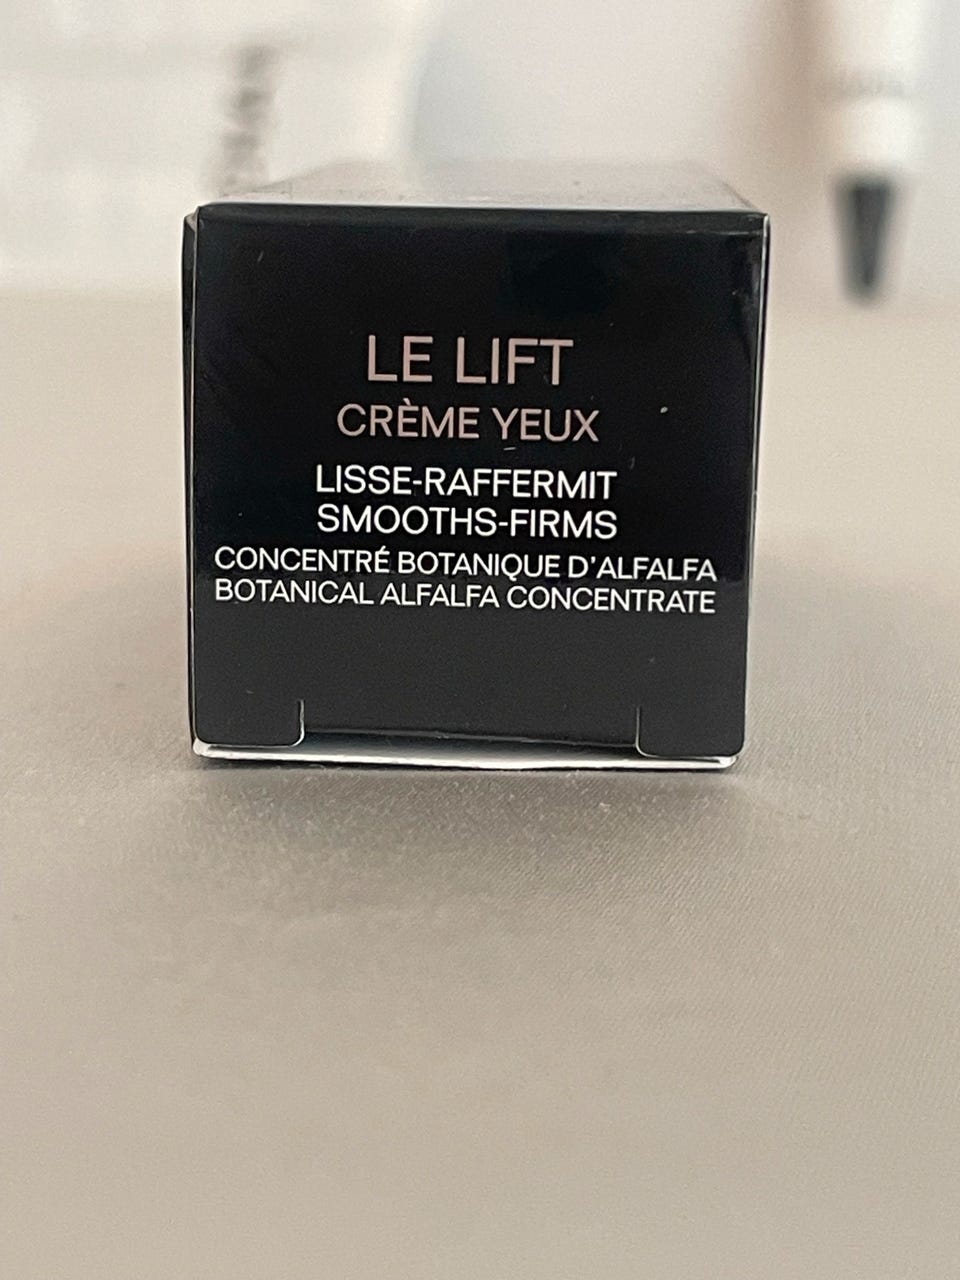 LE LIFT
CRÈME YEUX
LISSE-RAFFERMIT
SMOOTHS-FIRMS
CONCENTRÉ BOTANIQUE D'ALFALFA
BOTANICAL ALFALFA CONCENTRATE